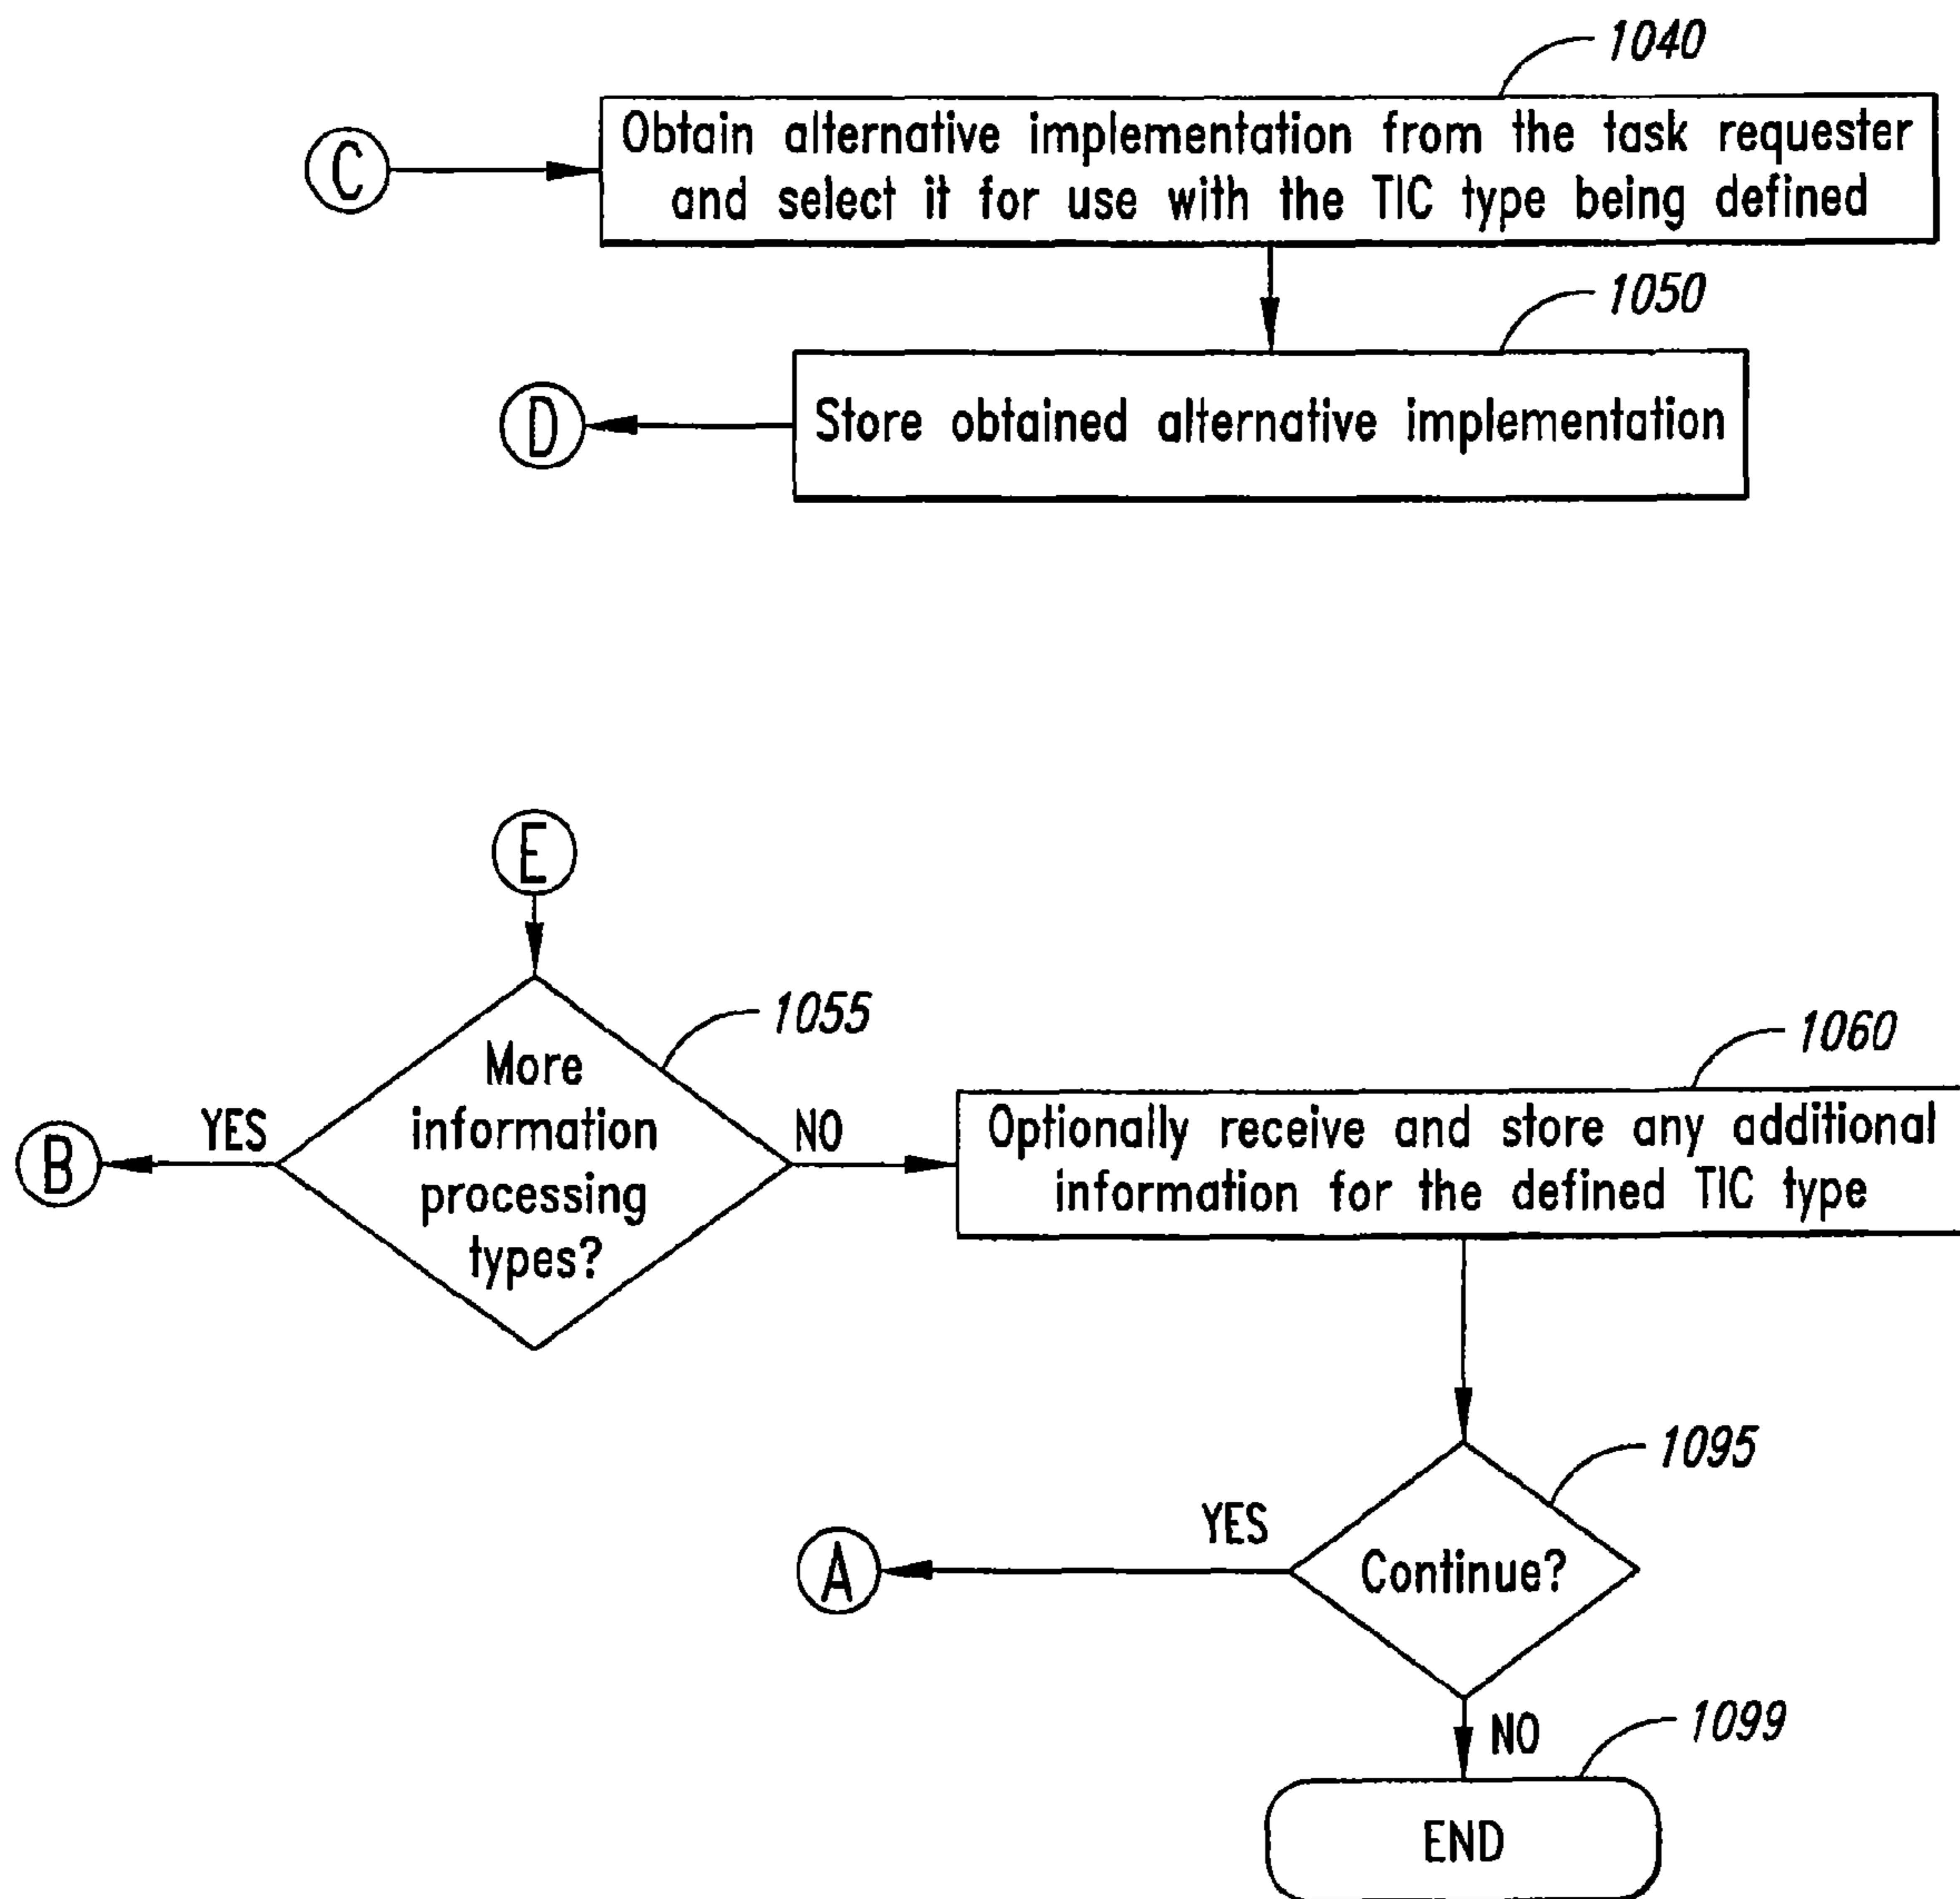 1040
C
Obtain alternative implementation from the task requester
and select it for use with the TIC type being defined
1050
D
Store obtained alternative implementation
E
1055
More
information
processing
types?
YES
B
NO
1060
Optionally receive and store any additional
information for the defined TIC type
1095
Continue?
YES
A
NO
1099
END